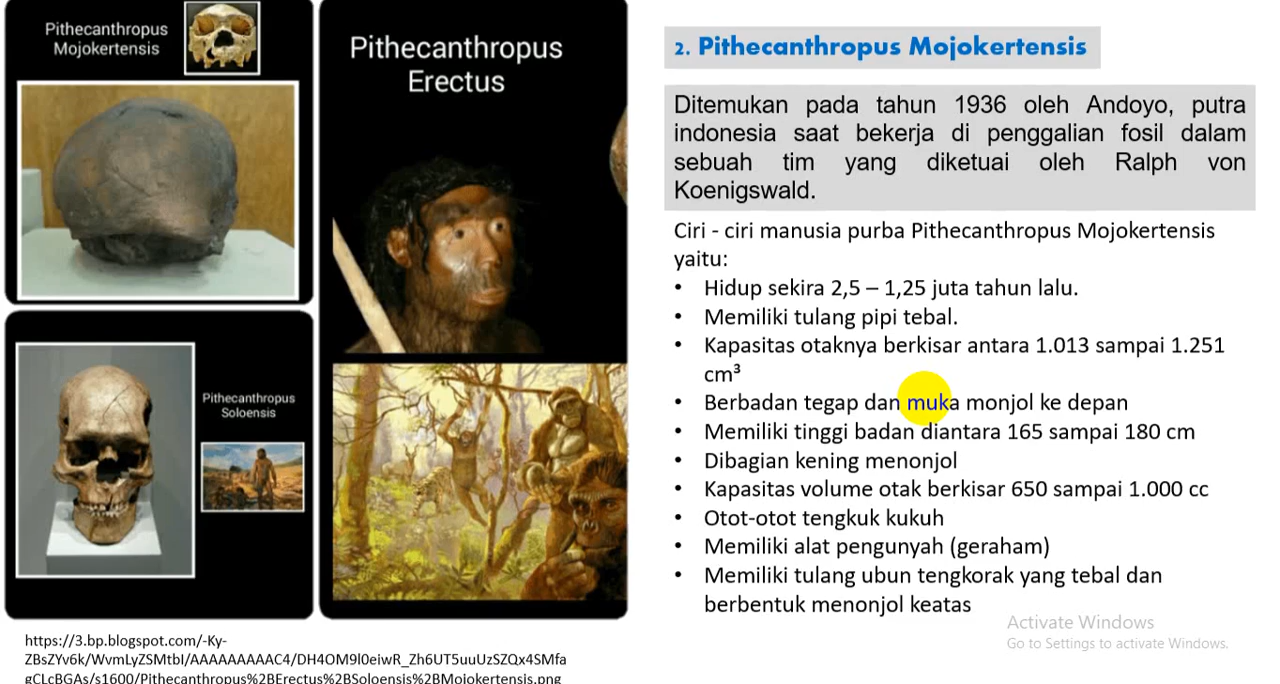 Pithecanthropus
Mojokertensis
Pithecanthropus
Erectus
Pithecanthropus
Soloensis
https://3.bp.blogspot.com/-Ky-
ZBsZYv6k/WvmLyZSMtbI/AAAAAAAAAC4/DH4OM9l0eiwR_Zh6UT5uuUzSZQx4SMfa
gCLcBGAs/s1600/Pithecanthropus%2BErectus%2BSoloensis%2BMojokertensis.png
2. Pithecanthropus Mojokertensis
Ditemukan pada tahun 1936 oleh Andoyo, putra
indonesia saat bekerja di penggalian fosil dalam
sebuah tim yang diketuai oleh Ralph von
Koenigswald.
Ciri - ciri manusia purba Pithecanthropus Mojokertensis
yaitu:
• Hidup sekira 2,5 – 1,25 juta tahun lalu.
• Memiliki tulang pipi tebal.
• Kapasitas otaknya berkisar antara 1.013 sampai 1.251
cm³
• Berbadan tegap dan muka monjol ke depan
• Memiliki tinggi badan diantara 165 sampai 180 cm
• Dibagian kening menonjol
• Kapasitas volume otak berkisar 650 sampai 1.000 cc
• Otot-otot tengkuk kukuh
• Memiliki alat pengunyah (geraham)
• Memiliki tulang ubun tengkorak yang tebal dan
berbentuk menonjol keatas
Activate Windows
Go to Settings to activate Windows.